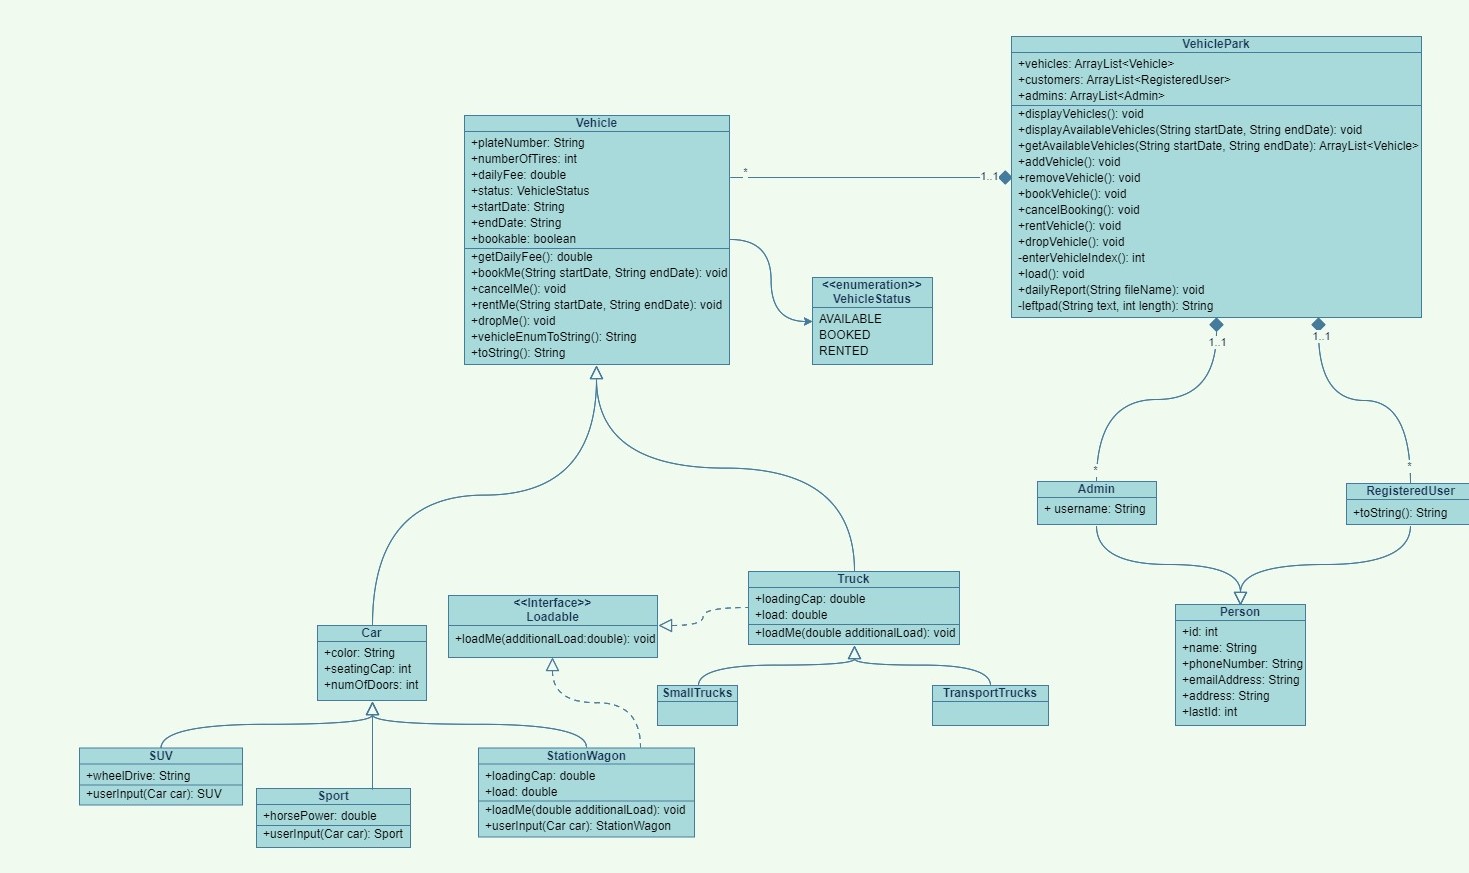 VehiclePark
+vehicles: ArrayList<Vehicle>
+customers: ArrayList<RegisteredUser>
+admins: ArrayList<Admin>
+displayVehicles(): void
+displayAvailableVehicles(String startDate, String endDate): void
+getAvailableVehicles(String startDate, String endDate): ArrayList<Vehicle>
+addVehicle(): void
+removeVehicle(): void
+bookVehicle(): void
+cancelBooking(): void
+rentVehicle(): void
+dropVehicle(): void
-enterVehicleIndex(): int
+load(): void
+dailyReport(String fileName): void
-leftpad(String text, int length): String
Vehicle
+plateNumber: String
+numberOfTires: int
+dailyFee: double
+status: VehicleStatus
+startDate: String
+endDate: String
+bookable: boolean
+getDailyFee(): double
+bookMe(String startDate, String endDate): void
+cancelMe(): void
+rentMe(String startDate, String endDate): void
+dropMe(): void
+vehicleEnumToString(): String
+toString(): String
*
1..1
<<enumeration>>
VehicleStatus
AVAILABLE
BOOKED
RENTED
1..1
1..1
*
*
Admin
+ username: String
RegisteredUser
+toString(): String
Person
+id: int
+name: String
+phoneNumber: String
+emailAddress: String
+address: String
+lastId: int
Truck
+loadingCap: double
+load: double
+loadMe(double additionalLoad): void
<<Interface>>
Loadable
+loadMe(additionalLoad:double): void
Car
+color: String
+seatingCap: int
+numOfDoors: int
SmallTrucks
TransportTrucks
SUV
+wheelDrive: String
+userInput(Car car): SUV
Sport
+horsePower: double
+userInput(Car car): Sport
StationWagon
+loadingCap: double
+load: double
+loadMe(double additionalLoad): void
+userInput(Car car): StationWagon